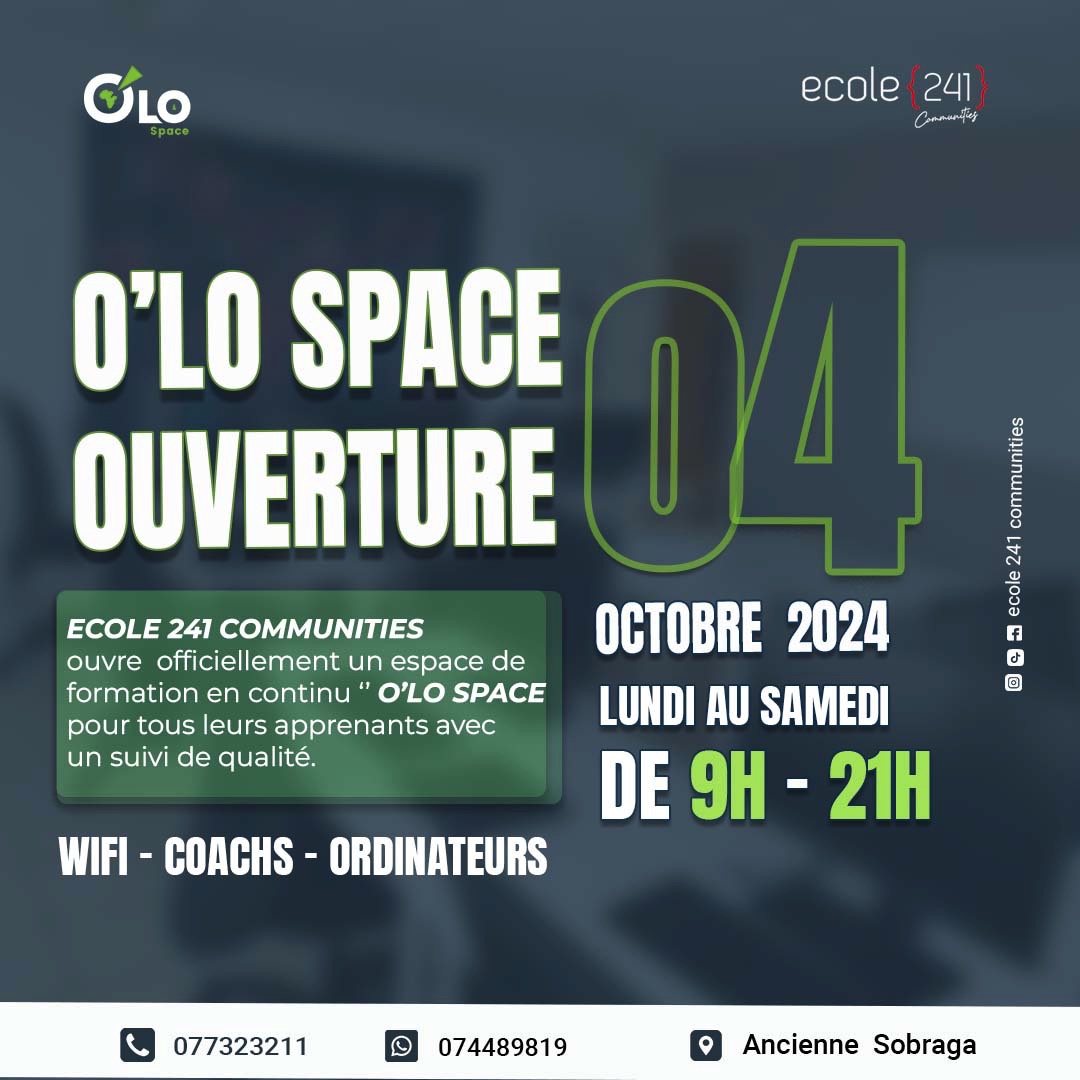 O'LO
Space
ecole {241}
Communities
O'LO SPACE
OUVERTURE
04
OCTOBRE 2024
LUNDI AU SAMEDI
DE 9H - 21H
ECOLE 241 COMMUNITIES
ouvre officiellement un espace de
formation en continu “ O'LO SPACE
pour tous leurs apprenants avec
un suivi de qualité.
WIFI - COACHS - ORDINATEURS
ecole 241 communities
077323211
074489819
Ancienne Sobraga